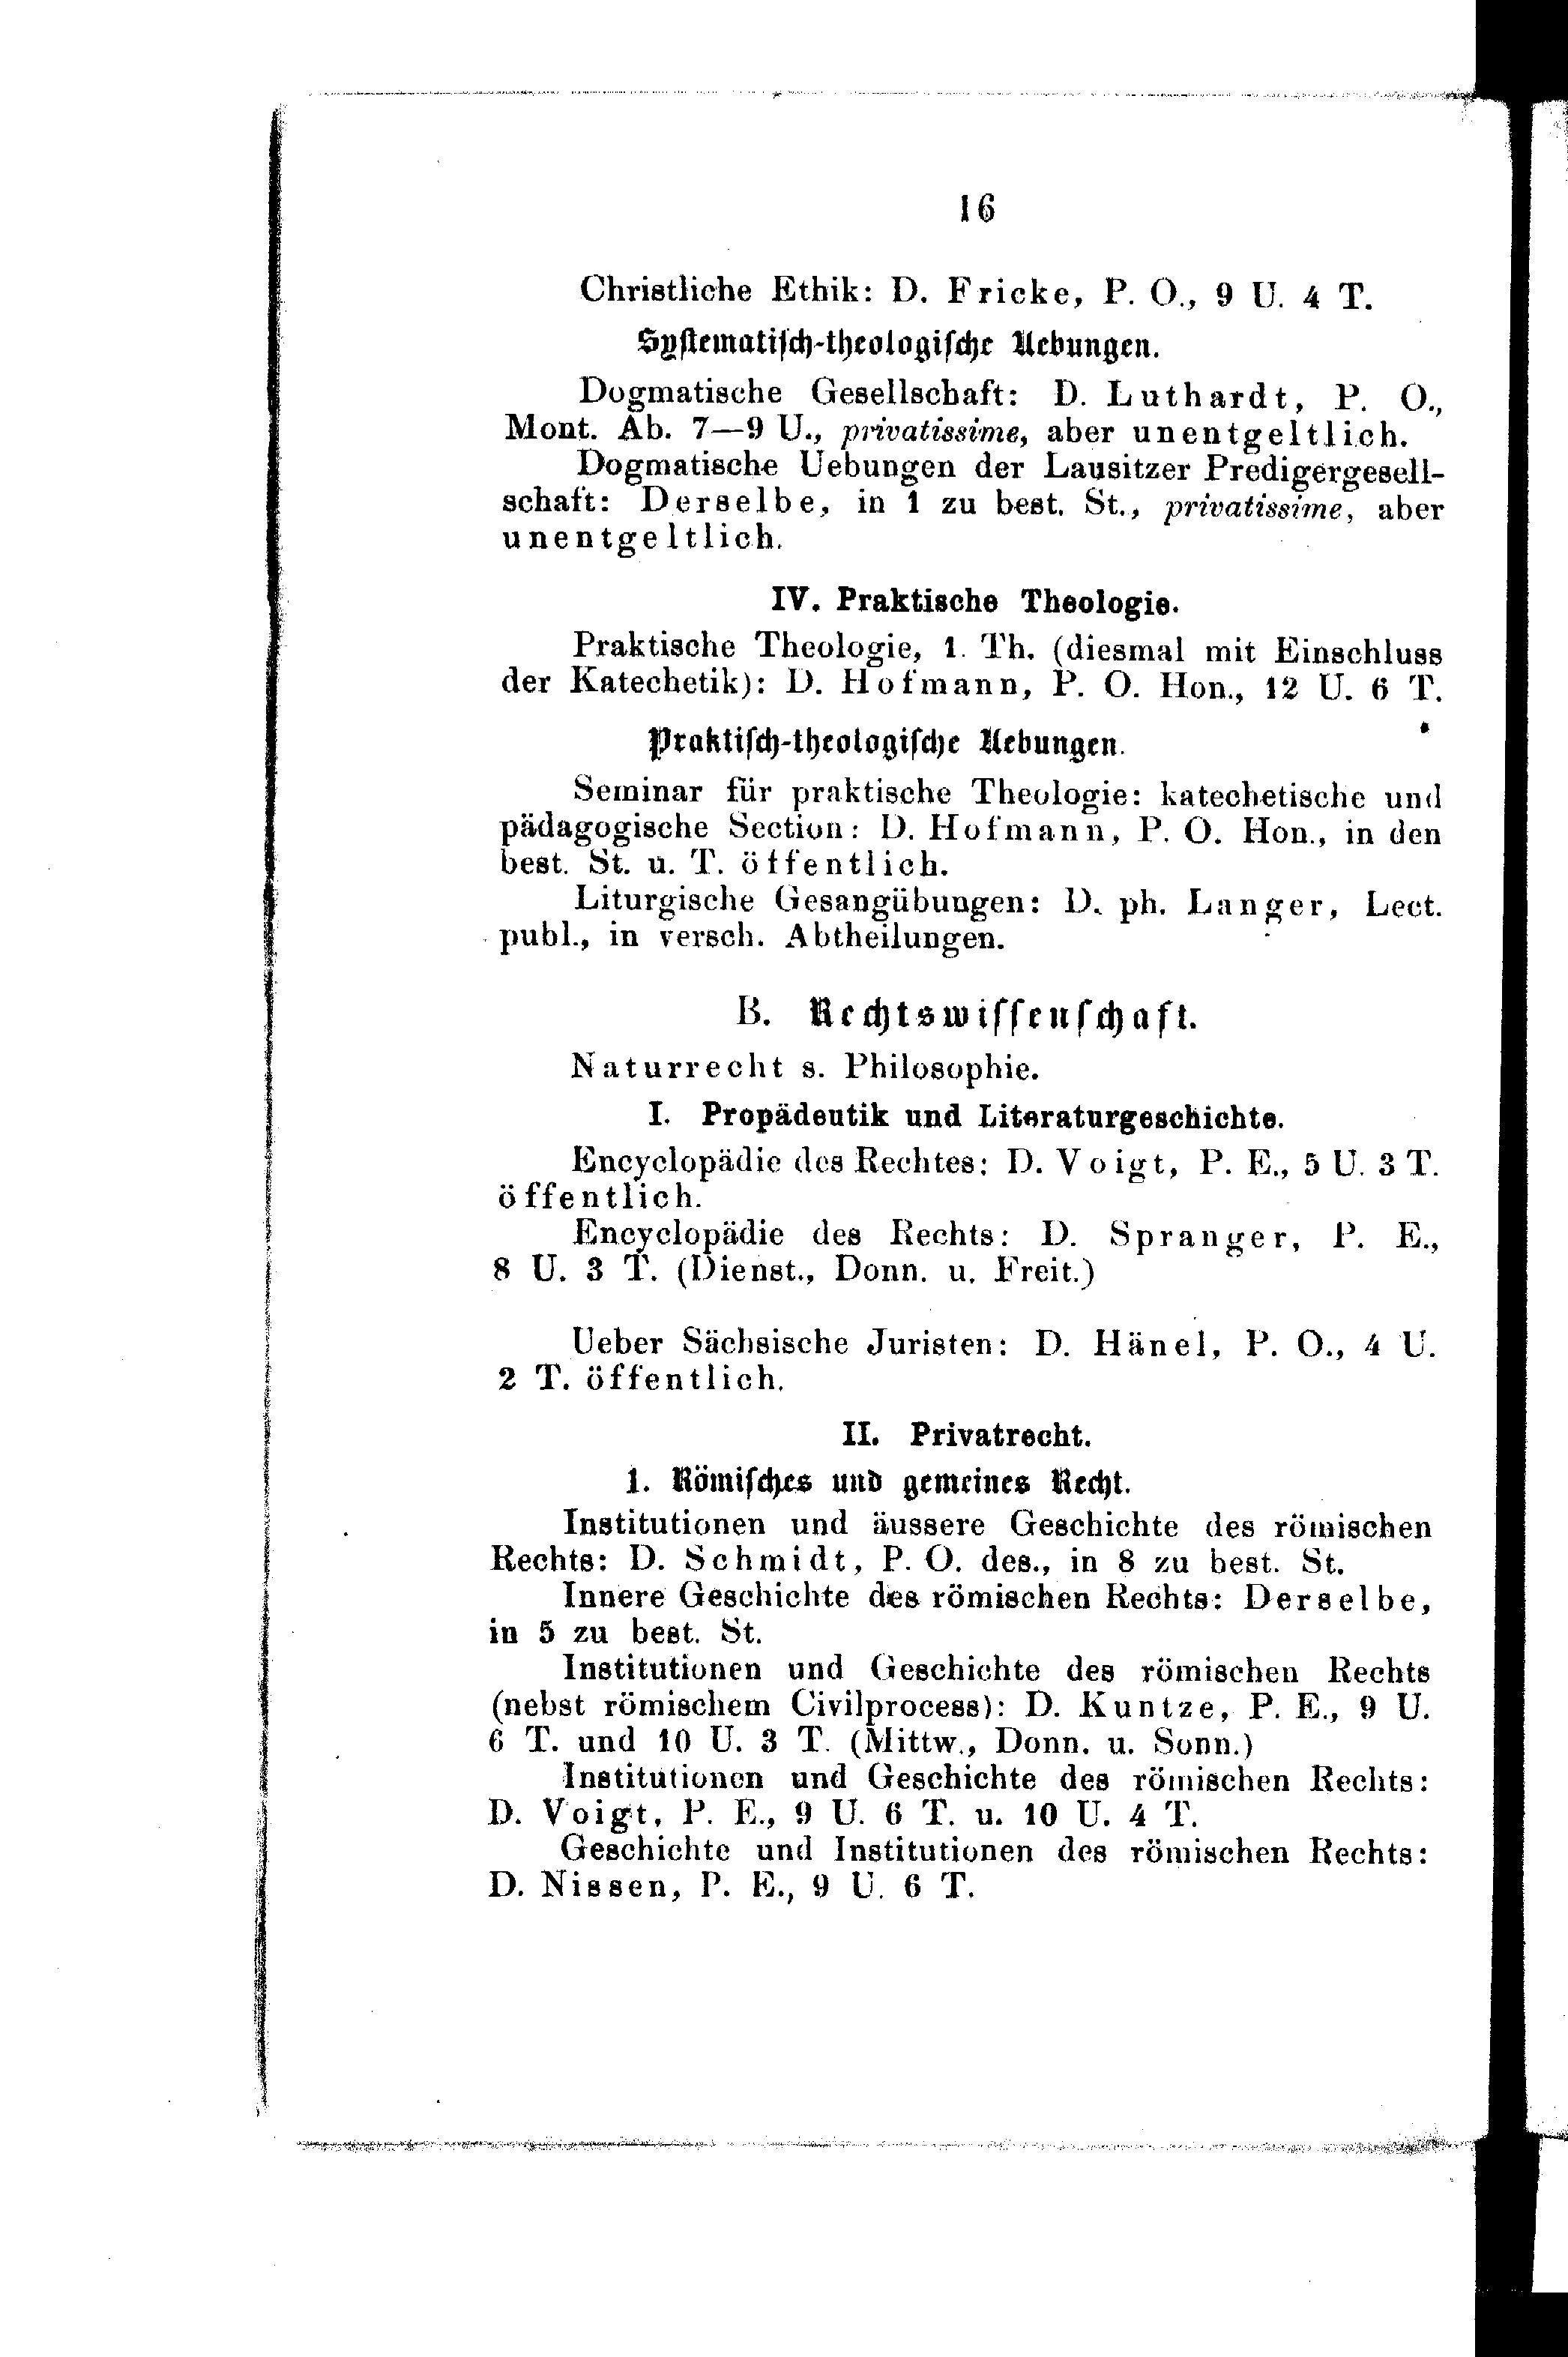 16
Christliche Ethik: D. Fricke, P. O., 9 U. 4 T.
Systematisch-theologische Uebungen.
Dogmatische Gesellschaft: D. Luthardt, P. O.,
Mont. Ab. 7—9 U., privatissime, aber unentgeltlich.
Dogmatische Uebungen der Lausitzer Predigergesell-
schaft: Derselbe, in 1 zu best. St., privatissime, aber
unentgeltlich.
IV. Praktische Theologie.
Praktische Theologie, 1. Th. (diesmal mit Einschluss
der Katechetik): D. Hofmann, P. O. Hon., 12 U. 6 T.
Praktisch-theologische Uebungen.
Seminar für praktische Theologie: katechetische und
pädagogische Section: D. Hofmann, P. O. Hon., in den
best. St. u. T. öffentlich.
Liturgische Gesangübungen: D. ph. Langer, Lect.
publ., in versch. Abtheilungen.
B. Rechtswissenschaft.
Naturrecht s. Philosophie.
I. Propädeutik und Literaturgeschichte.
Encyclopädie des Rechtes: D. Voigt, P. E., 5 U. 3 T.
öffentlich.
Encyclopädie des Rechts: D. Spranger, P. E.,
8 U. 3 T. (Dienst., Donn. u. Freit.)
Ueber Sächsische Juristen: D. Hänel, P. O., 4 U.
2 T. öffentlich.
II. Privatrecht.
1. Römisches und gemeines Recht.
Institutionen und äussere Geschichte des römischen
Rechts: D. Schmidt, P. O. des., in 8 zu best. St.
Innere Geschichte des römischen Rechts: Derselbe,
in 5 zu best. St.
Institutionen und Geschichte des römischen Rechts
(nebst römischem Civilprocess): D. Kuntze, P. E., 9 U.
6 T. und 10 U. 3 T. (Mittw., Donn. u. Sonn.)
Institutionen und Geschichte des römischen Rechts:
D. Voigt, P. E., 9 U. 6 T. u. 10 U. 4 T.
Geschichte und Institutionen des römischen Rechts:
D. Nissen, P. E., 9 U. 6 T.